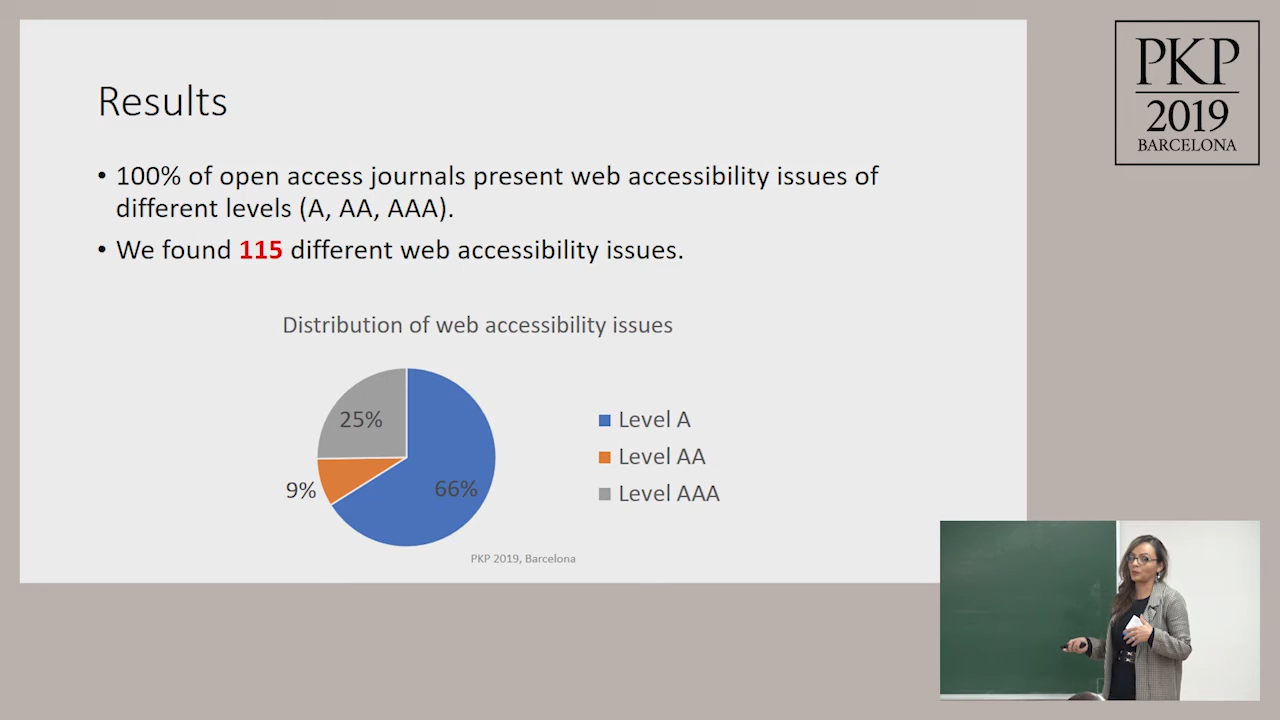 Results
• 100% of open access journals present web accessibility issues of
different levels (A, AA, AAA).
• We found 115 different web accessibility issues.
Distribution of web accessibility issues
25%
9%
66%
Level A
Level AA
Level AAA
PKP 2019, Barcelona
PKP
2019
BARCELONA